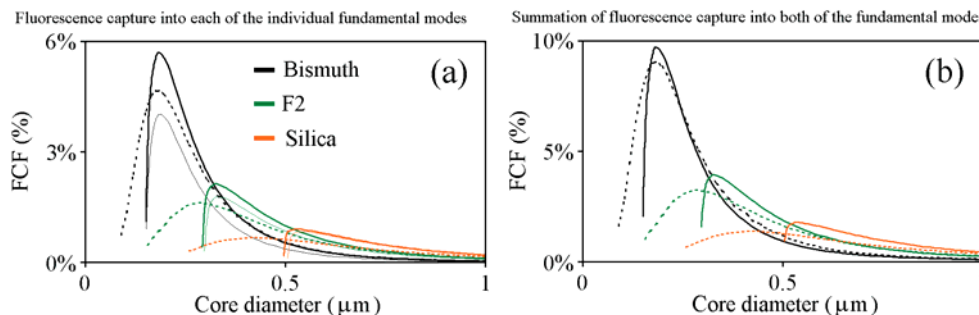 Fluorescence capture into each of the individual fundamental modes
Summation of fluorescence capture into both of the fundamental mode
6%
3%
0%
FCF (%)
Bismuth
F2
Silica
(a)
0
0.5
1
Core diameter (μm)
10%
5%
0%
FCF (%)
(b)
0
0.5
Core diameter (μm)